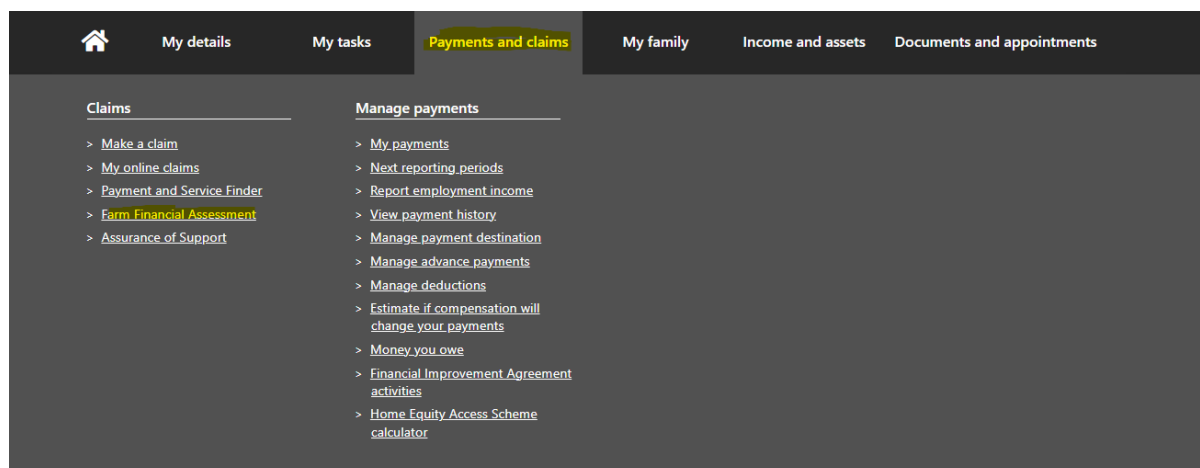 My details
My tasks
Payments and claims
My family
Income and assets
Documents and appointments
Claims
> Make a claim
> My online claims
> Payment and Service Finder
> Farm Financial Assessment
> Assurance of Support
Manage payments
> My payments
> Next reporting periods
> Report employment income
> View payment history
> Manage payment destination
> Manage advance payments
> Manage deductions
> Estimate if compensation will
change your payments
> Money you owe
> Financial Improvement Agreement
activities
> Home Equity Access Scheme
calculator